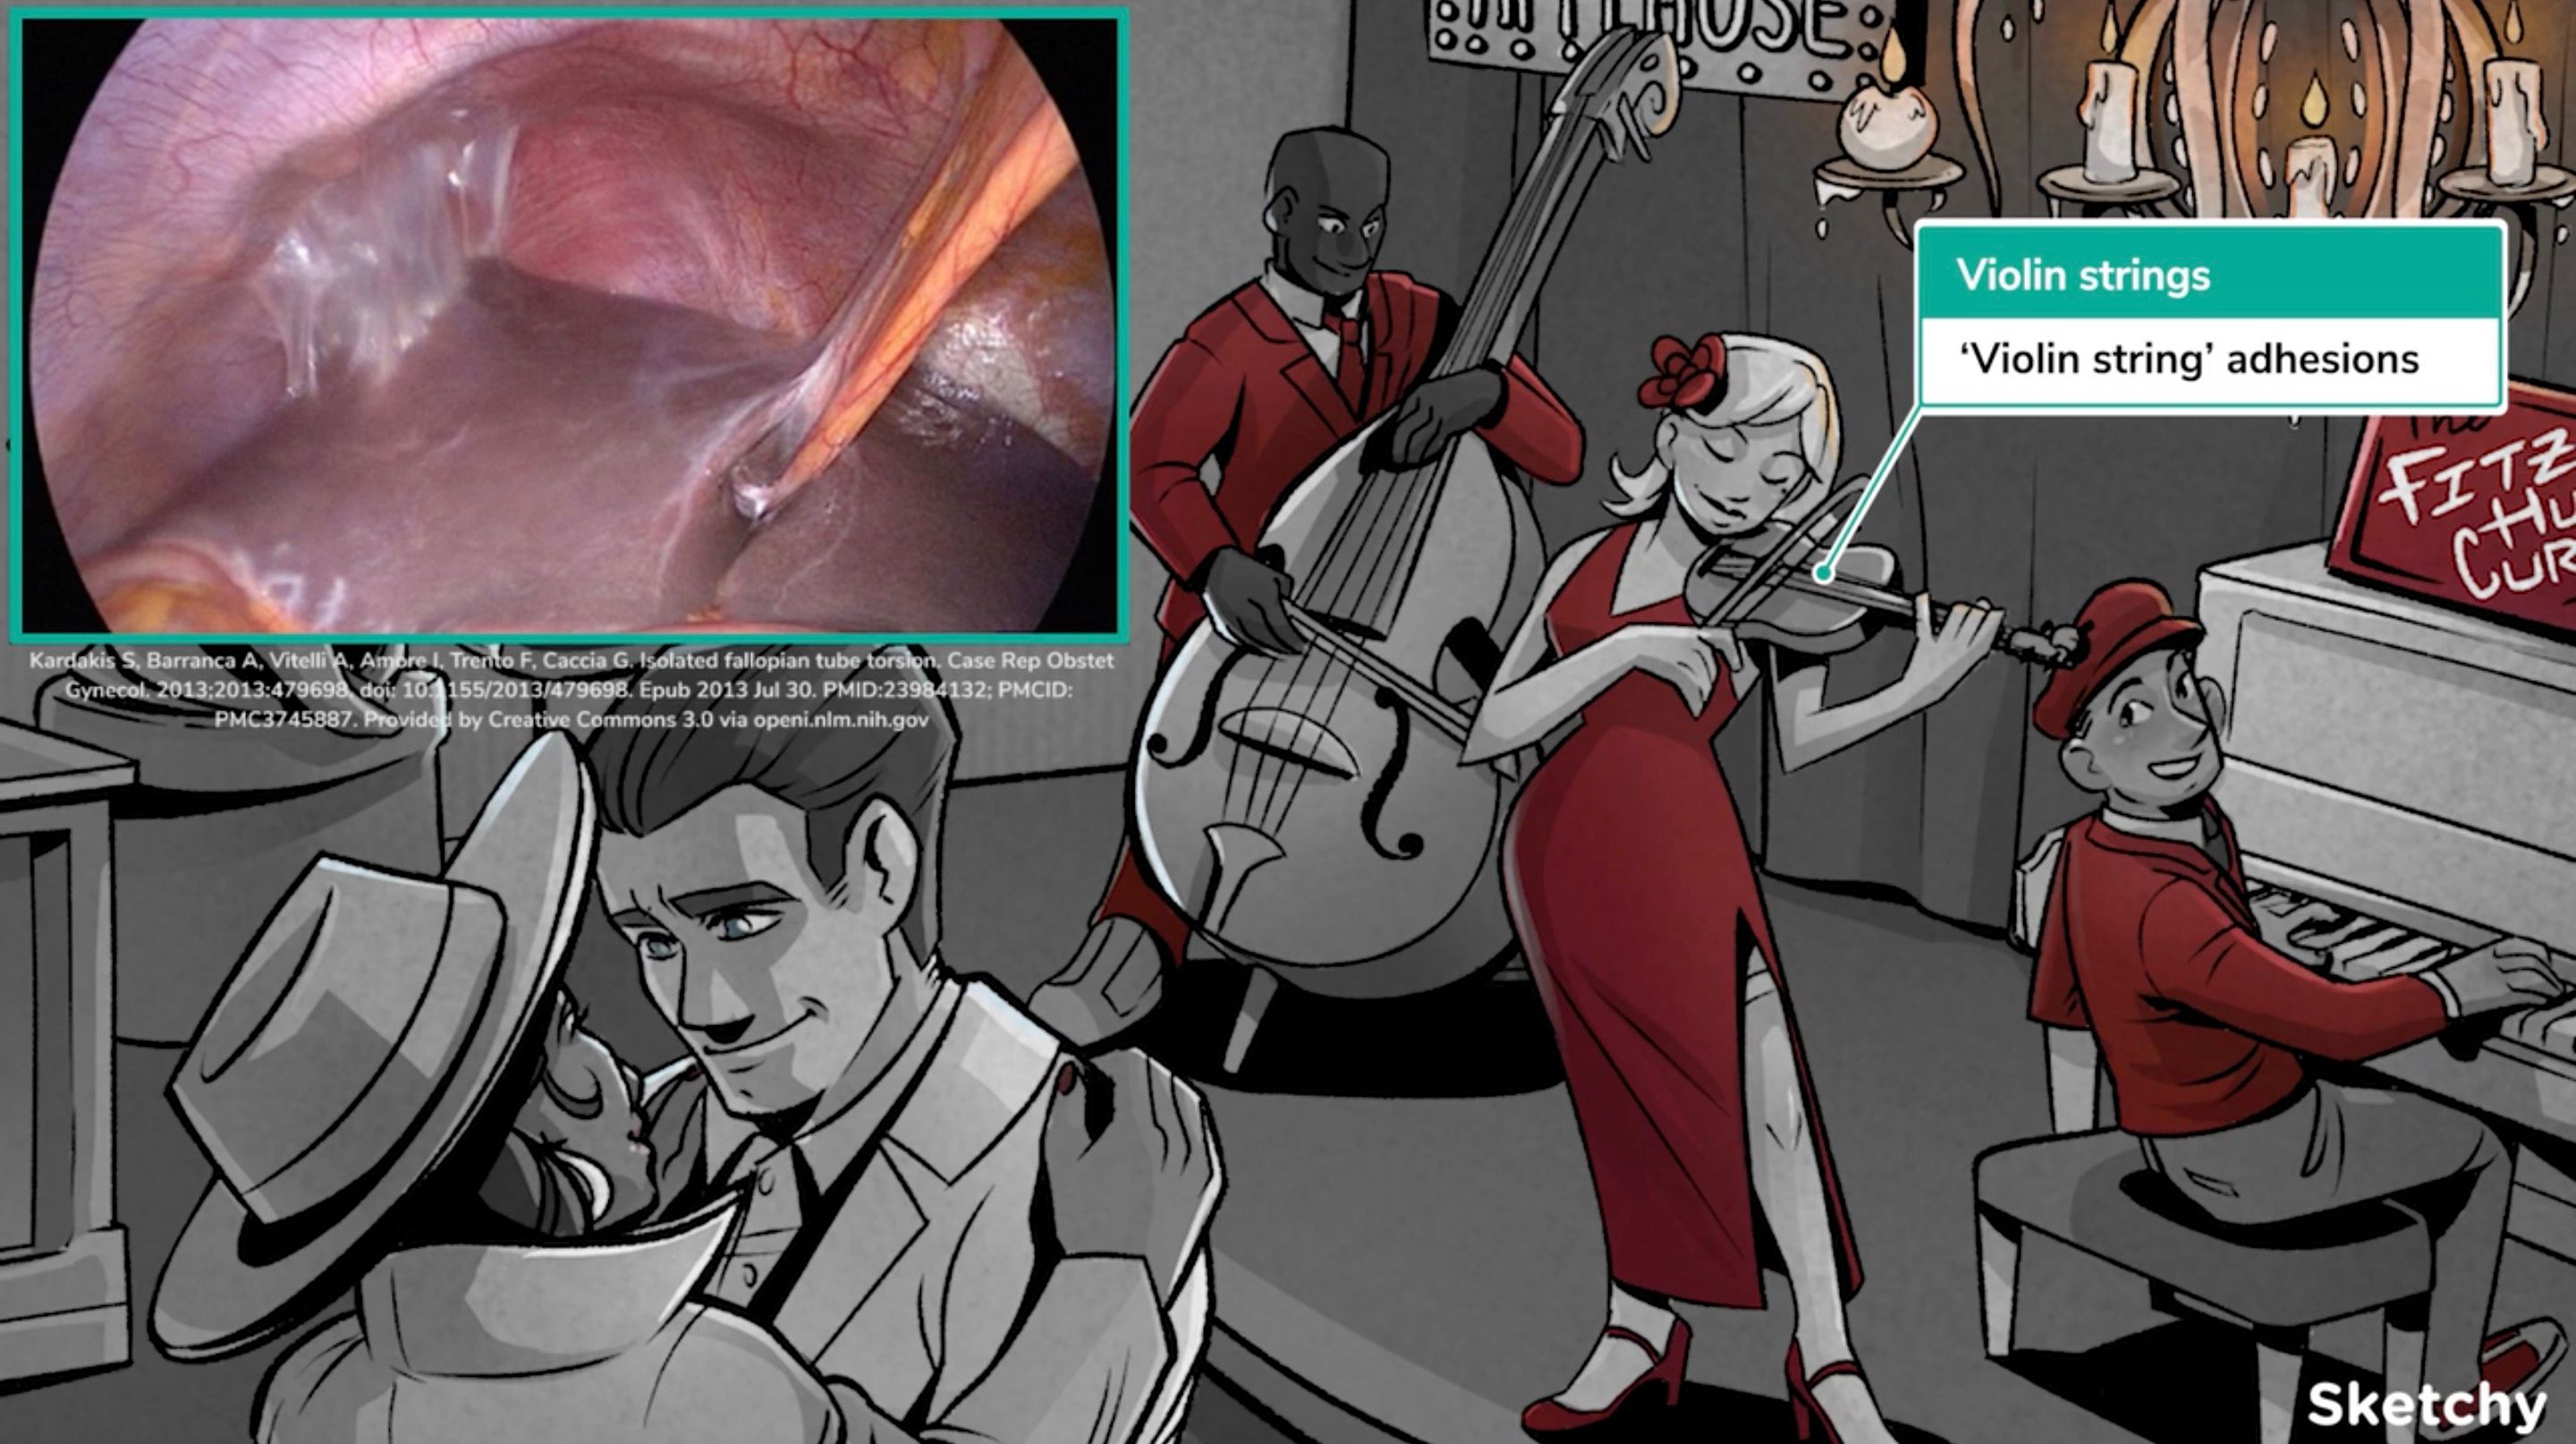 Violin strings
'Violin string' adhesions
FITZ
Kardakis S, Barranca A, Vitelli A, Amore I, Trento F, Caccia G. Isolated fallopian tube torsion. Case Rep Obstet
Gynecol. 2013;2013:479698. doi: 10.1155/2013/479698. Epub 2013 Jul 30. PMID:23984132; PMCID:
PMC3745887. Provided by Creative Commons 3.0 via openi.nlm.nih.gov
Sketchy